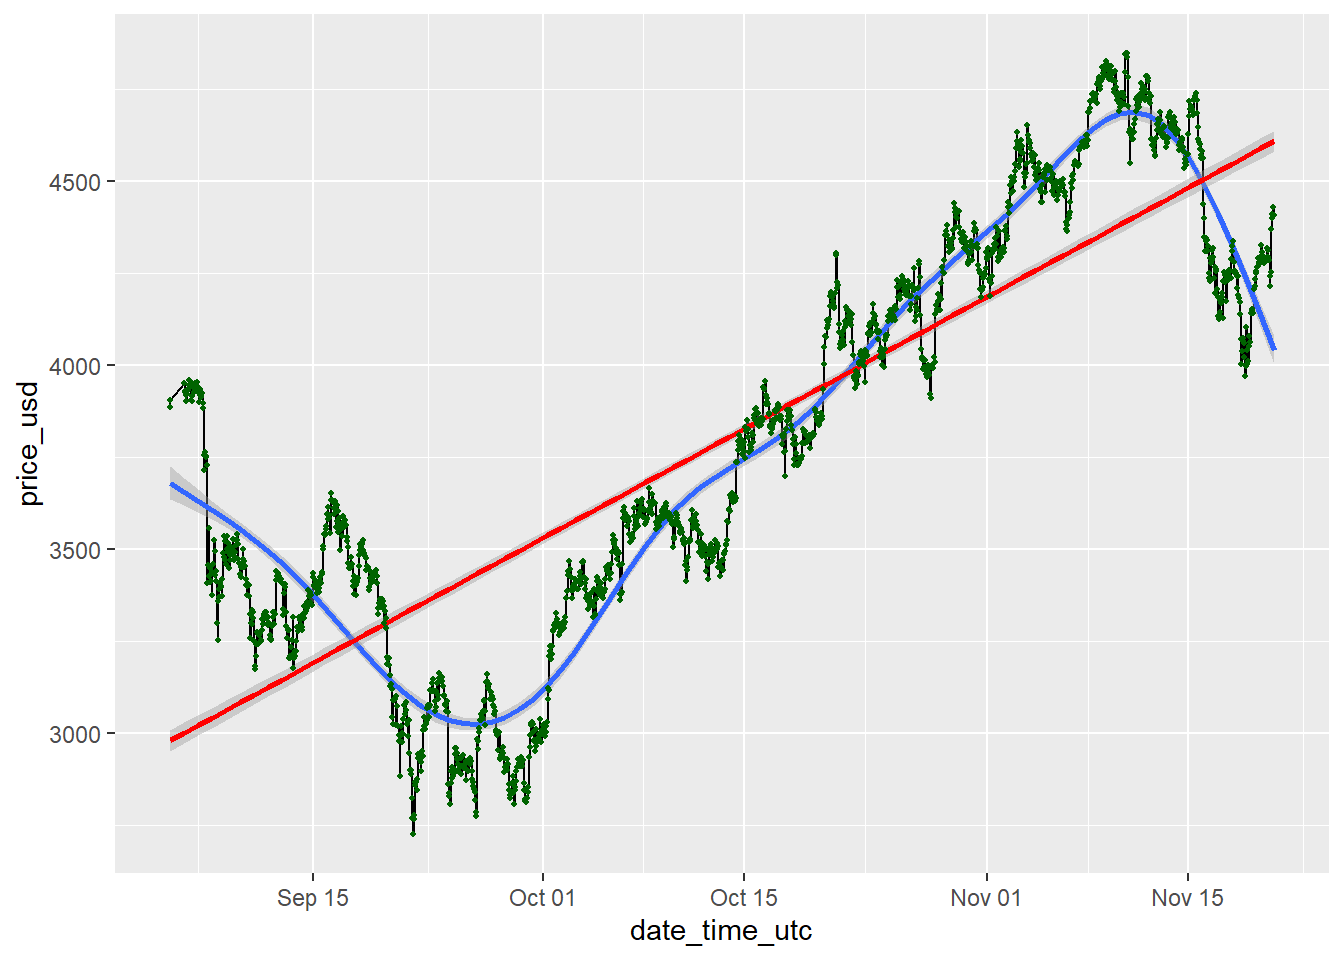 price_usd
4500
4000
3500
3000
Sep 15
Oct 01
Oct 15
Nov 01
Nov 15
date_time_utc